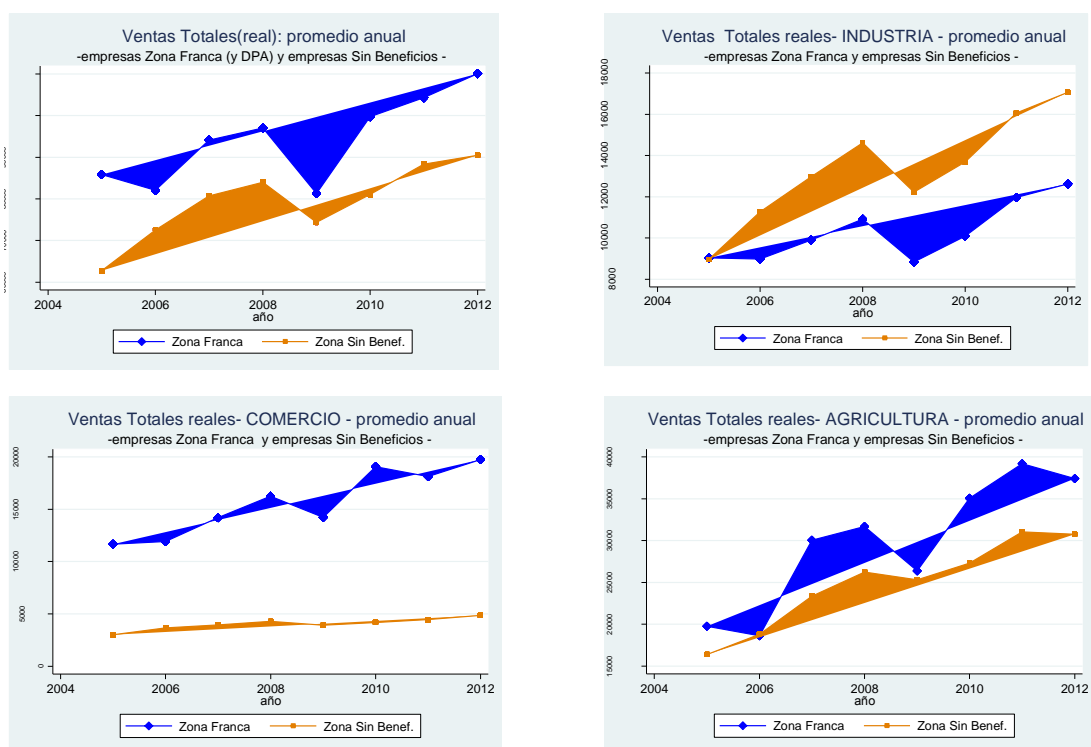 Ventas Totales(real): promedio anual
-empresas Zona Franca (y DPA) y empresas Sin Beneficios -
2004 2006 2008 2010 2012
año
Zona Franca Zona Sin Benef.
Ventas Totales reales- INDUSTRIA - promedio anual
-empresas Zona Franca y empresas Sin Beneficios -
18000
16000
14000
12000
10000
8000
2004 2006 2008 2010 2012
año
Zona Franca Zona Sin Benef.
Ventas Totales reales- COMERCIO - promedio anual
-empresas Zona Franca y empresas Sin Beneficios -
20000
15000
10000
5000
0
2004 2006 2008 2010 2012
año
Zona Franca Zona Sin Benef.
Ventas Totales reales- AGRICULTURA - promedio anual
-empresas Zona Franca y empresas Sin Beneficios -
40000
35000
30000
25000
20000
15000
2004 2006 2008 2010 2012
año
Zona Franca Zona Sin Benef.